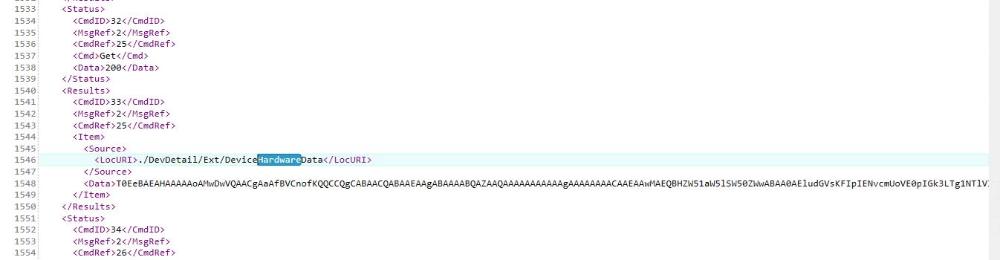 1533 <Status>
1534 <CmdID>32</CmdID>
1535 <MsgRef>2</MsgRef>
1536 <CmdRef>25</CmdRef>
1537 <Cmd>Get</Cmd>
1538 <Data>200</Data>
1539 </Status>
1540 <Results>
1541 <CmdID>33</CmdID>
1542 <MsgRef>2</MsgRef>
1543 <CmdRef>25</CmdRef>
1544 <Item>
1545 <Source>
1546 <LocURI>./DevDetail/Ext/DeviceHardwareData</LocURI>
1547 </Source>
1548 <Data>T0EeBAEAHAAAAAoAMwDwVQAACgAaAfBVCnofKQQCCQgCABAACQABAAEAAgABAAAABQAZAAQAAAAAAAAAAAgAAAAAAAACAAEAAwMAEQBHZW51aW5lSW50ZWwABAA0AEludGVsKFIpIENvcmUoVE0pIGk3LTg1NTlV
1549 </Item>
1550 </Results>
1551 <Status>
1552 <CmdID>34</CmdID>
1553 <MsgRef>2</MsgRef>
1554 <CmdRef>26</CmdRef>